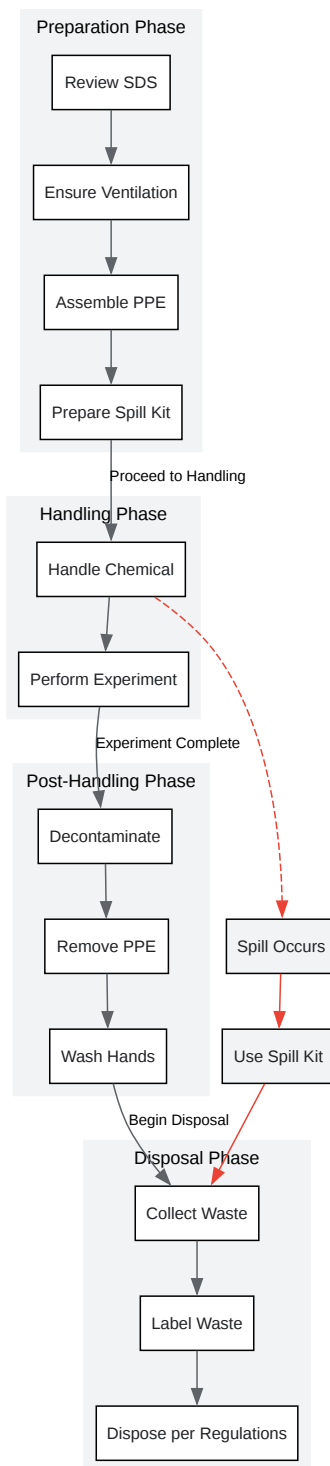 Preparation Phase
Review SDS
Ensure Ventilation
Assemble PPE
Prepare Spill Kit
Proceed to Handling
Handling Phase
Handle Chemical
Perform Experiment
Experiment Complete
Post-Handling Phase
Decontaminate
Remove PPE
Spill Occurs
Wash Hands
Use Spill Kit
Begin Disposal
Disposal Phase
Collect Waste
Label Waste
Dispose per Regulations